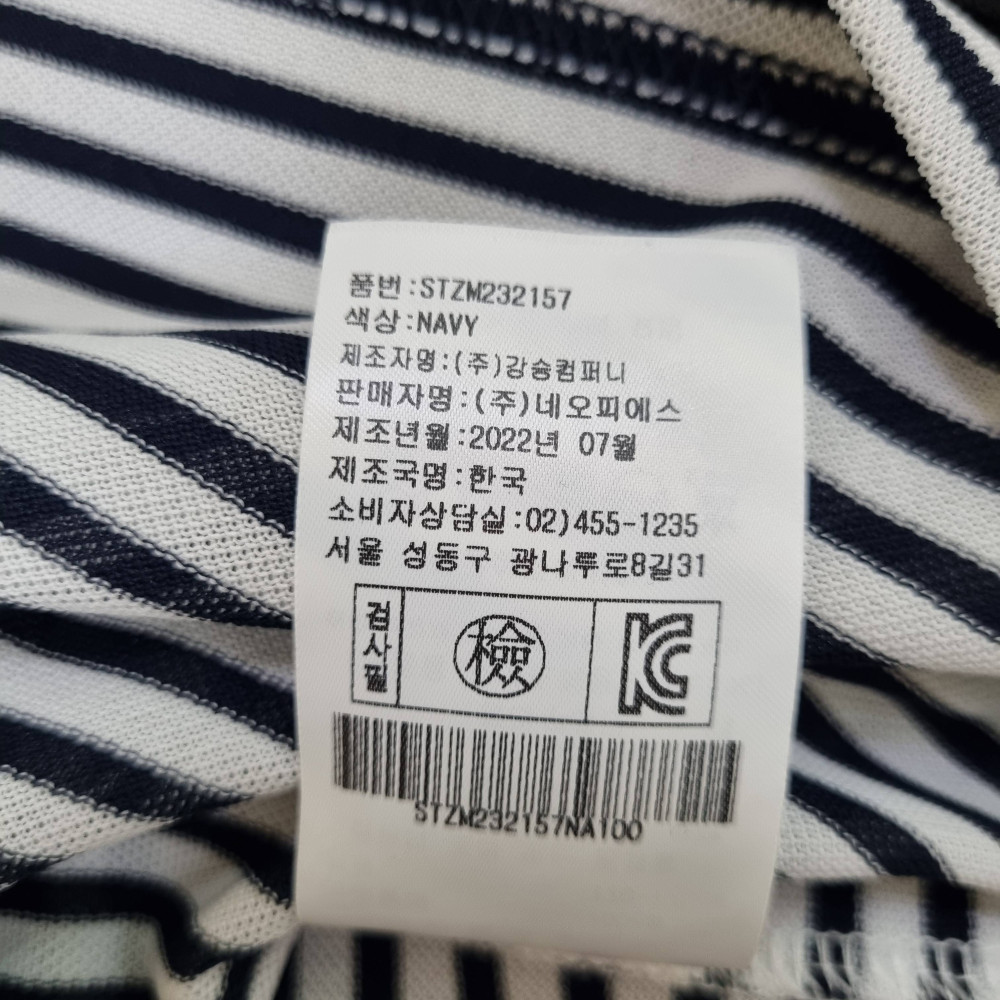 품번:STZM232157
색상:NAVY
제조자명:(주)강승컴퍼니
판매자명:(주)네오피에스
제조년월:2022년 07월
제조국명:한국
소비자상담실:02)455-1235
서울 성동구 광나루로8길31
검사필
檢
KC
STZM232157NA100